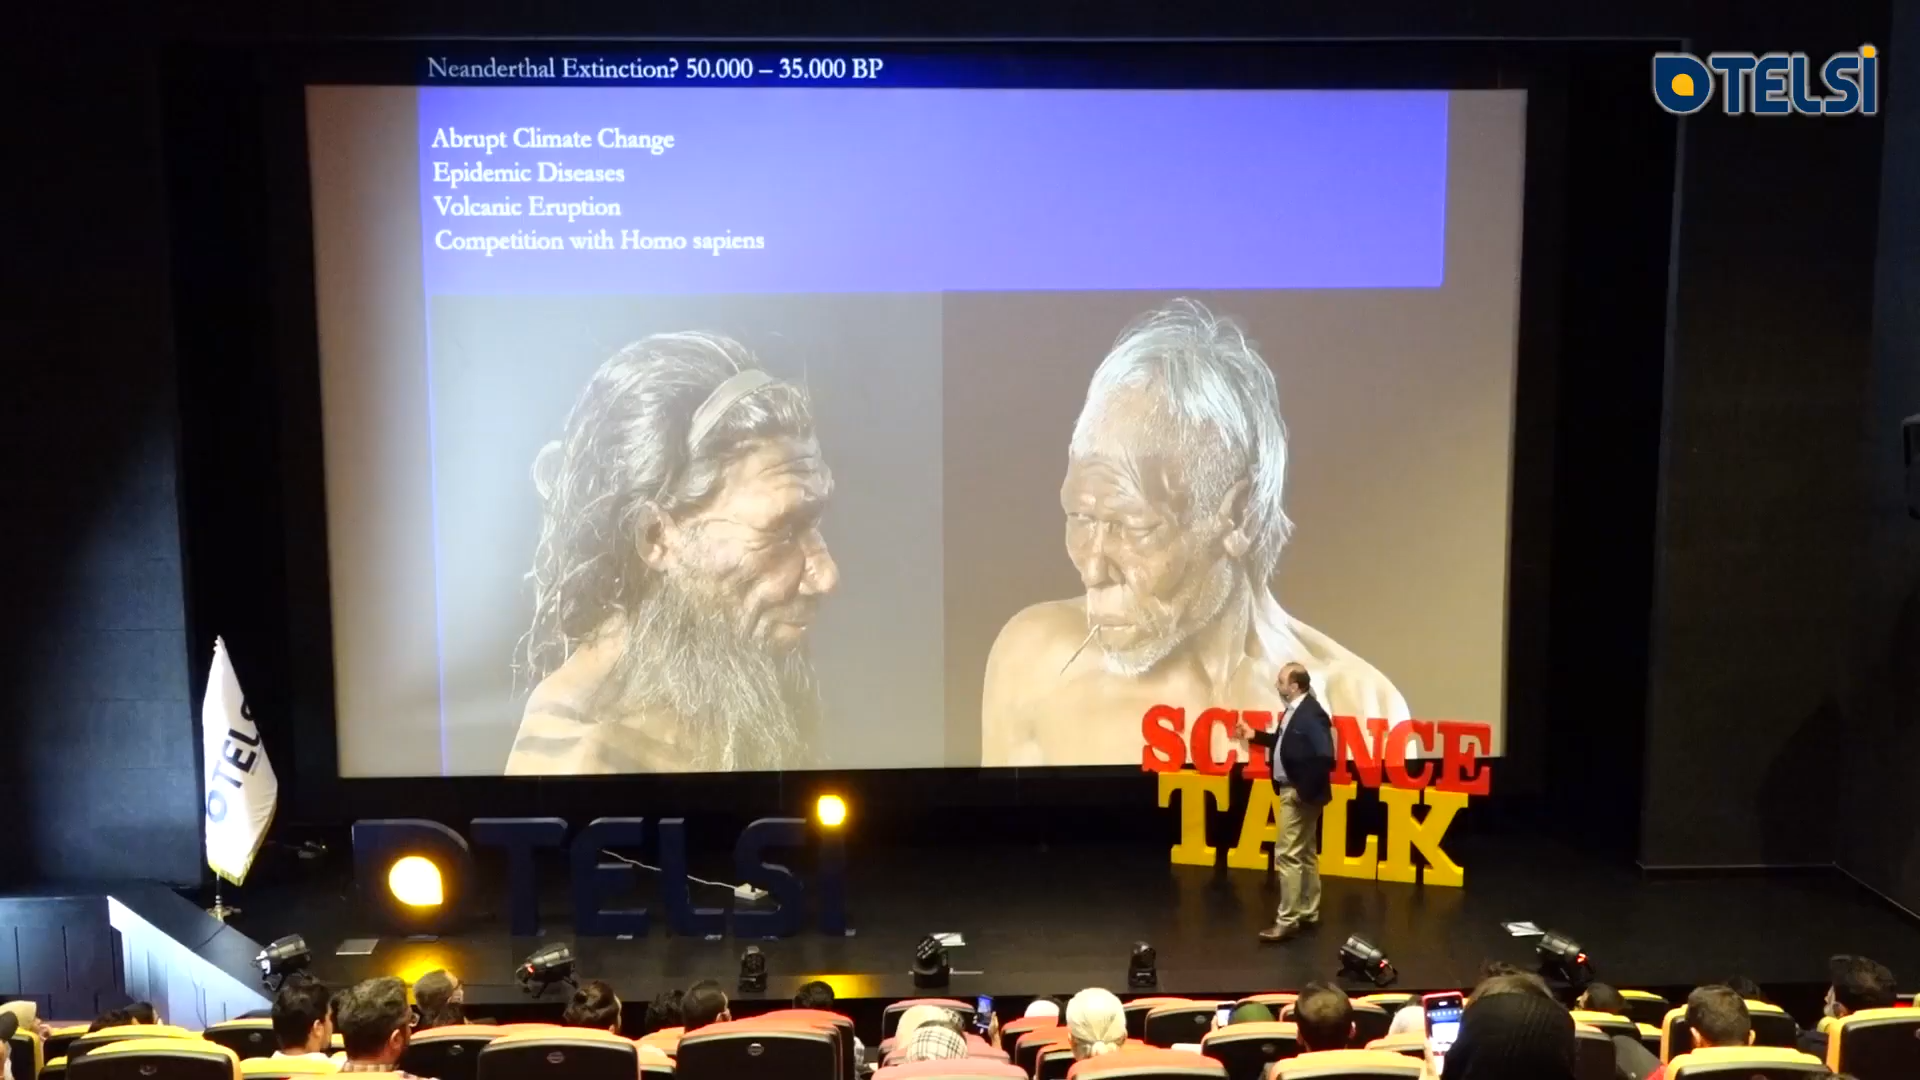 Neanderthal Extinction? 50.000 – 35.000 BP
OTELSi
Abrupt Climate Change
Epidemic Diseases
Volcanic Eruption
Competition with Homo sapiens
SCIENCE
TALK
OTELS
OTELSi